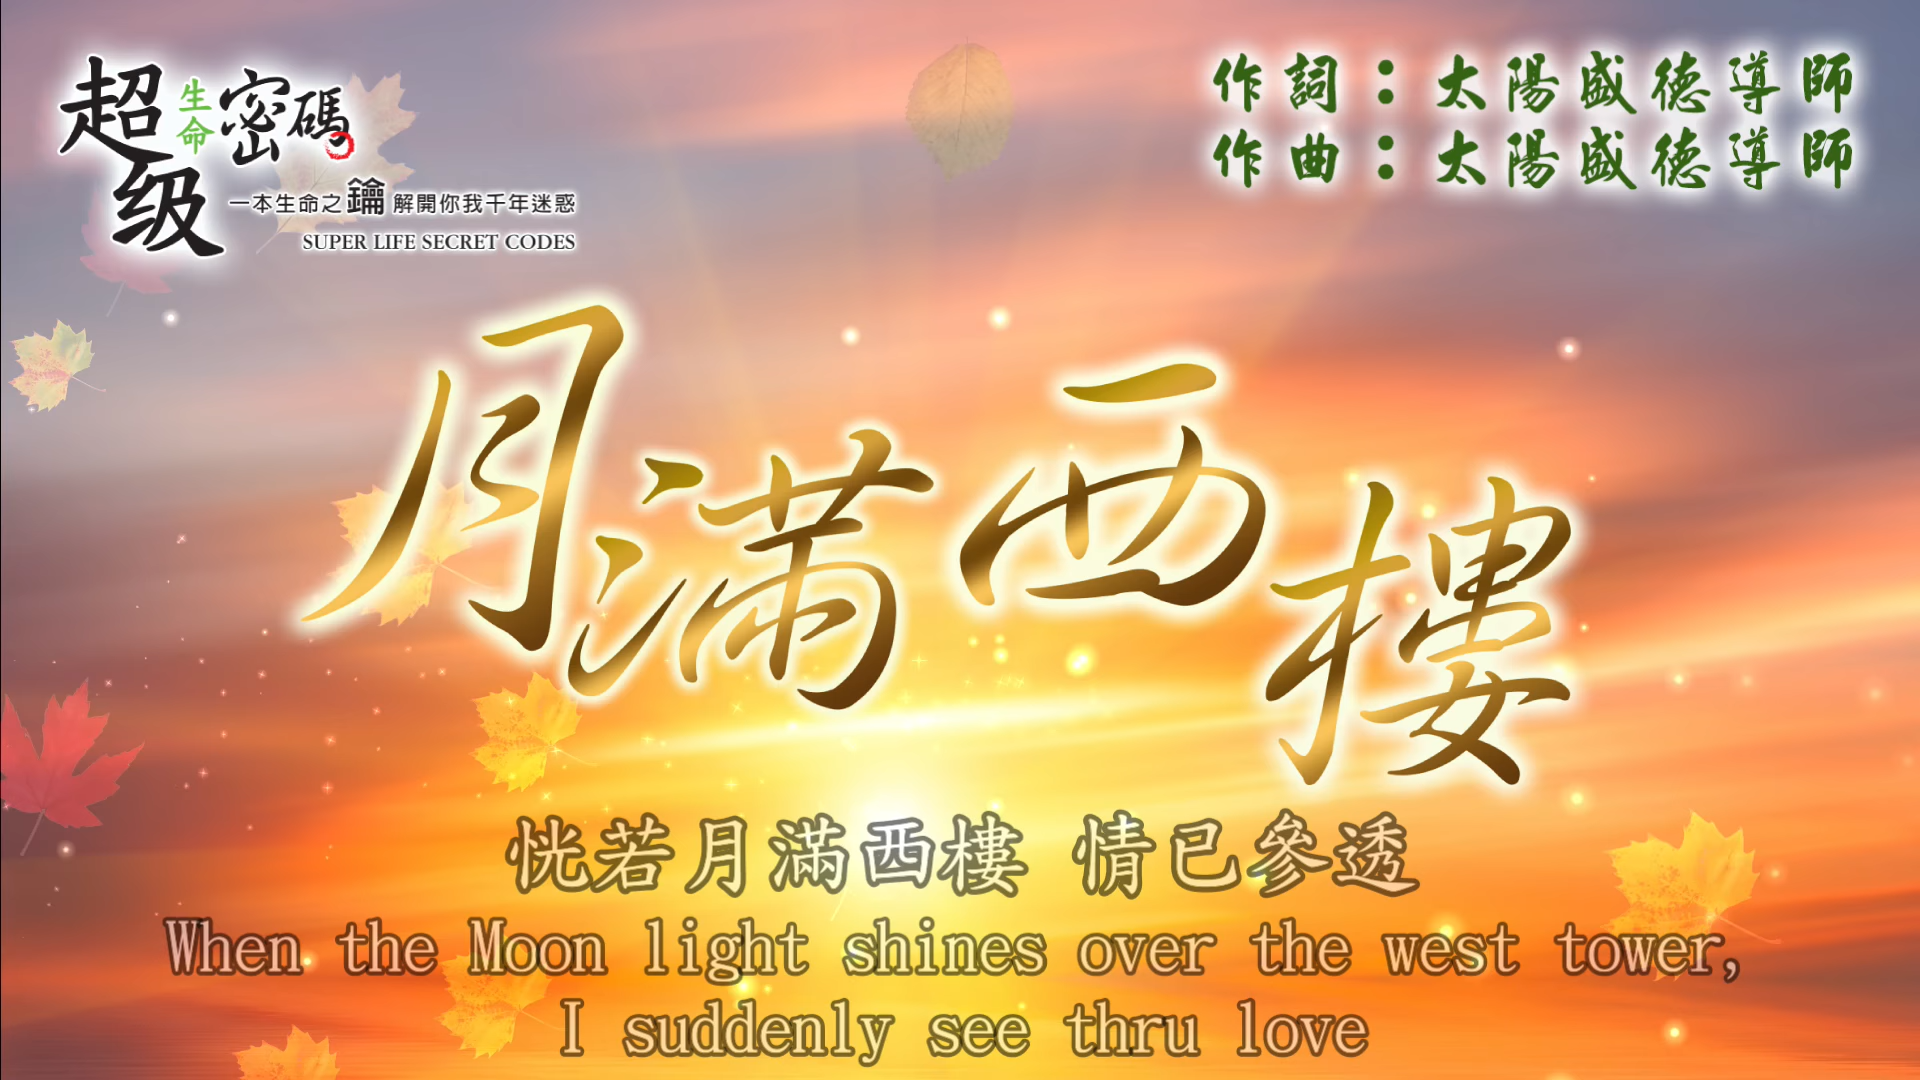 超级生命密碼
一本生命之鑰 解開你我千年迷惑
SUPER LIFE SECRET CODES
作詞：太陽盛德導師
作曲：太陽盛德導師
月滿西樓
恍若月滿西樓 情已參透
When the Moon light shines over the west tower,
I suddenly see thru love